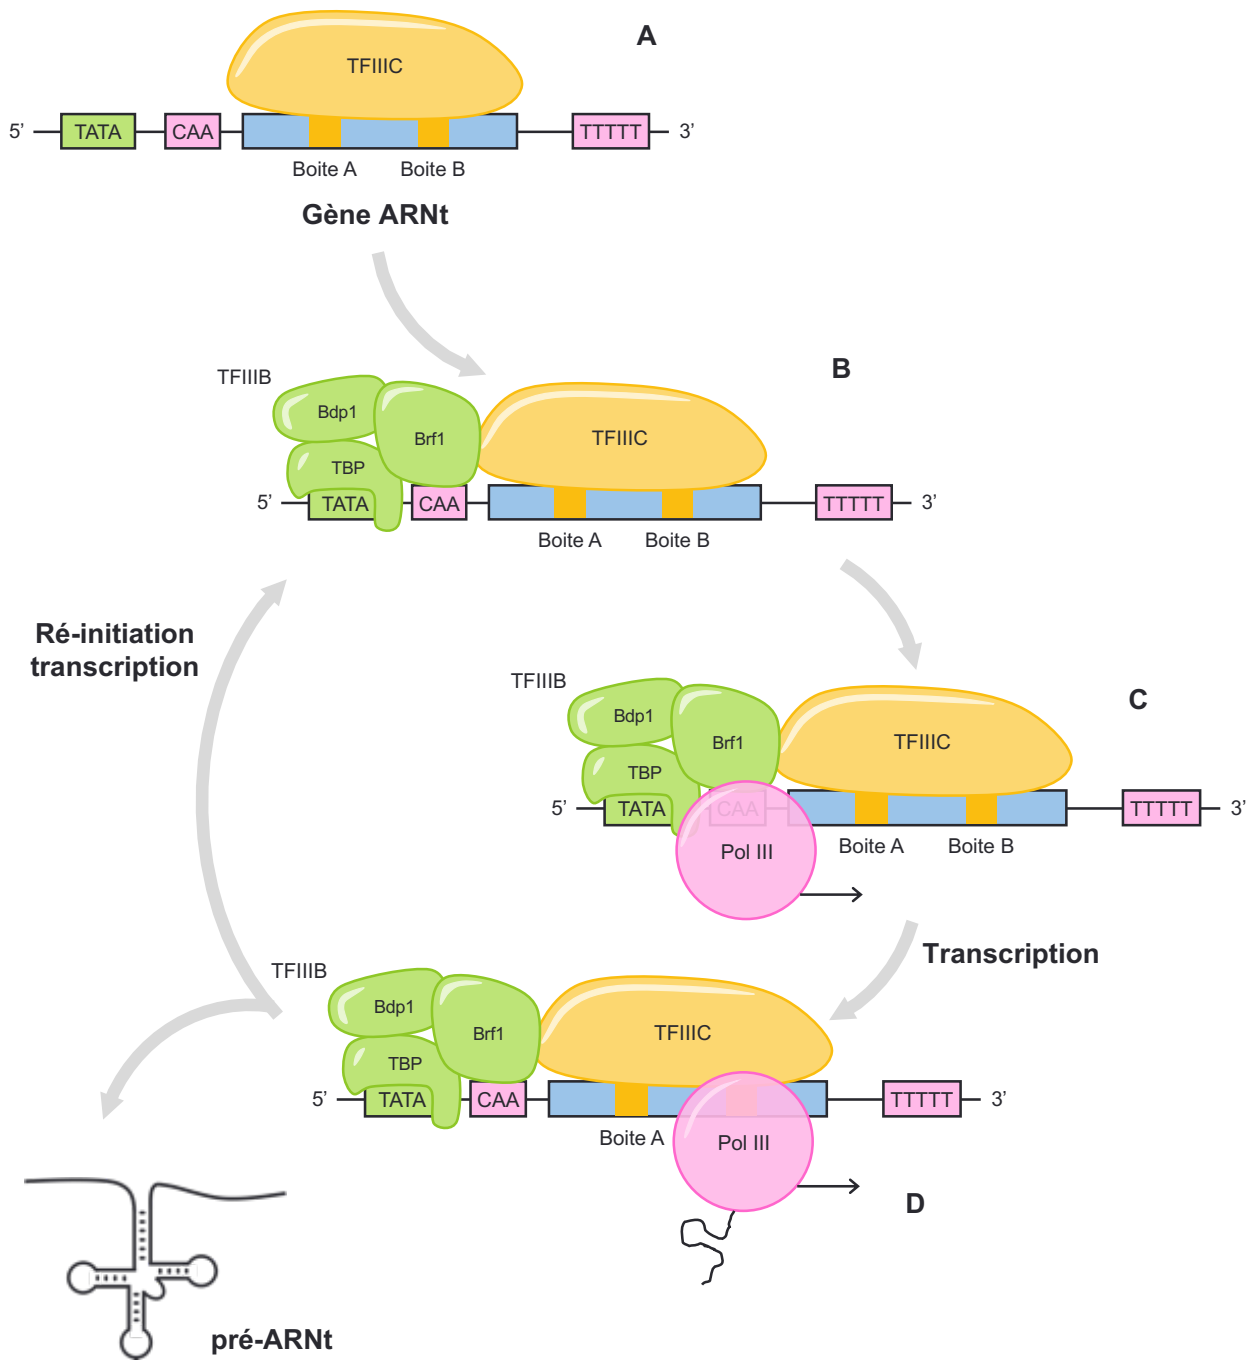 A
TFIIIC
5’ TATA CAA TTTTT 3’
Boite A Boite B
Gène ARNt
B
TFIIIB
Bdp1
Brf1
TFIIIC
TBP
5’ TATA CAA TTTTT 3’
Boite A Boite B
Ré-initiation
transcription
C
TFIIIB
Bdp1
Brf1
TFIIIC
TBP
5’ TATA CAA TTTTT 3’
Pol III
Boite A Boite B
Transcription
TFIIIB
Bdp1
Brf1
TFIIIC
TBP
5’ TATA CAA TTTTT 3’
Boite A
Pol III
D
pré-ARNt